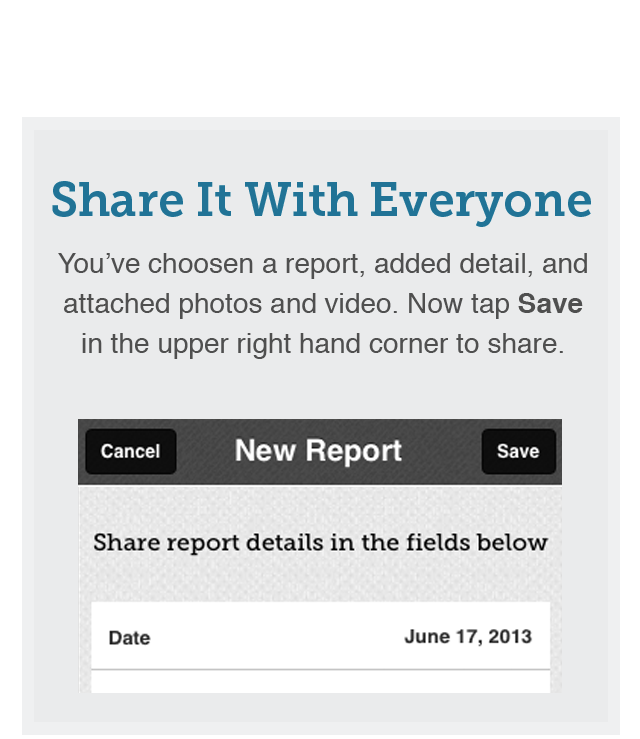 Share It With Everyone
You’ve choosen a report, added detail, and
attached photos and video. Now tap Save
in the upper right hand corner to share.
Cancel New Report Save
Share report details in the fields below
Date June 17, 2013